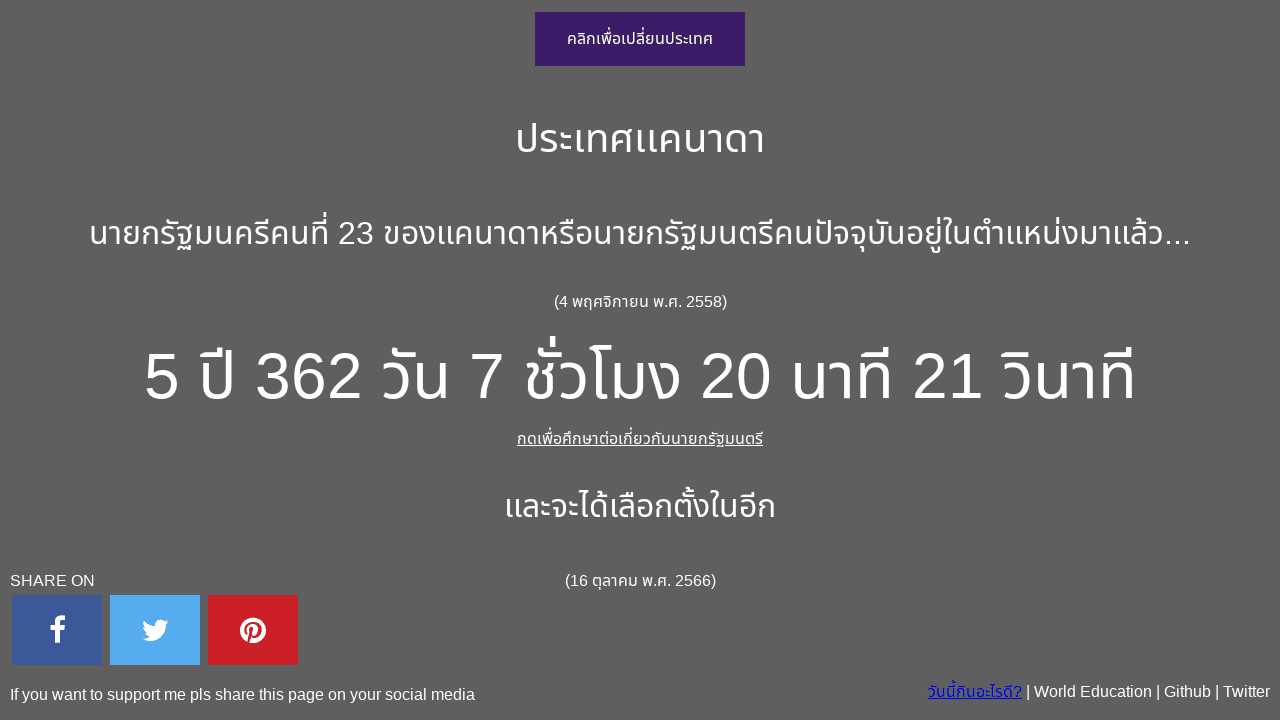 คลิกเพื่อเปลี่ยนประเทศ
ประเทศแคนาดา
นายกรัฐมนครีคนที่ 23 ของแคนาดาหรือนายกรัฐมนตรีคนปัจจุบันอยู่ในตำแหน่งมาแล้ว...
(4 พฤศจิกายน พ.ศ. 2558)
5 ปี 362 วัน 7 ชั่วโมง 20 นาที 21 วินาที
กดเพื่อศึกษาต่อเกี่ยวกับนายกรัฐมนตรี
และจะได้เลือกตั้งในอีก
(16 ตุลาคม พ.ศ. 2566)
SHARE ON
If you want to support me pls share this page on your social media
วันนี้กินอะไรดี? | World Education | Github | Twitter